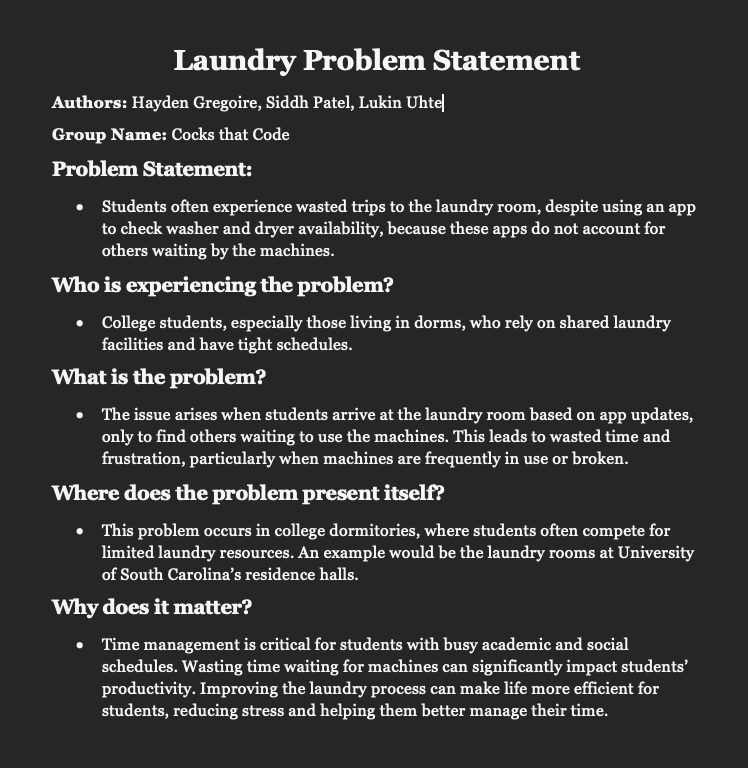 Laundry Problem Statement
Authors: Hayden Gregoire, Siddh Patel, Lukin Uhte
Group Name: Cocks that Code
Problem Statement:
• Students often experience wasted trips to the laundry room, despite using an app
to check washer and dryer availability, because these apps do not account for
others waiting by the machines.
Who is experiencing the problem?
• College students, especially those living in dorms, who rely on shared laundry
facilities and have tight schedules.
What is the problem?
• The issue arises when students arrive at the laundry room based on app updates,
only to find others waiting to use the machines. This leads to wasted time and
frustration, particularly when machines are frequently in use or broken.
Where does the problem present itself?
• This problem occurs in college dormitories, where students often compete for
limited laundry resources. An example would be the laundry rooms at University
of South Carolina’s residence halls.
Why does it matter?
• Time management is critical for students with busy academic and social
schedules. Wasting time waiting for machines can significantly impact students’
productivity. Improving the laundry process can make life more efficient for
students, reducing stress and helping them better manage their time.